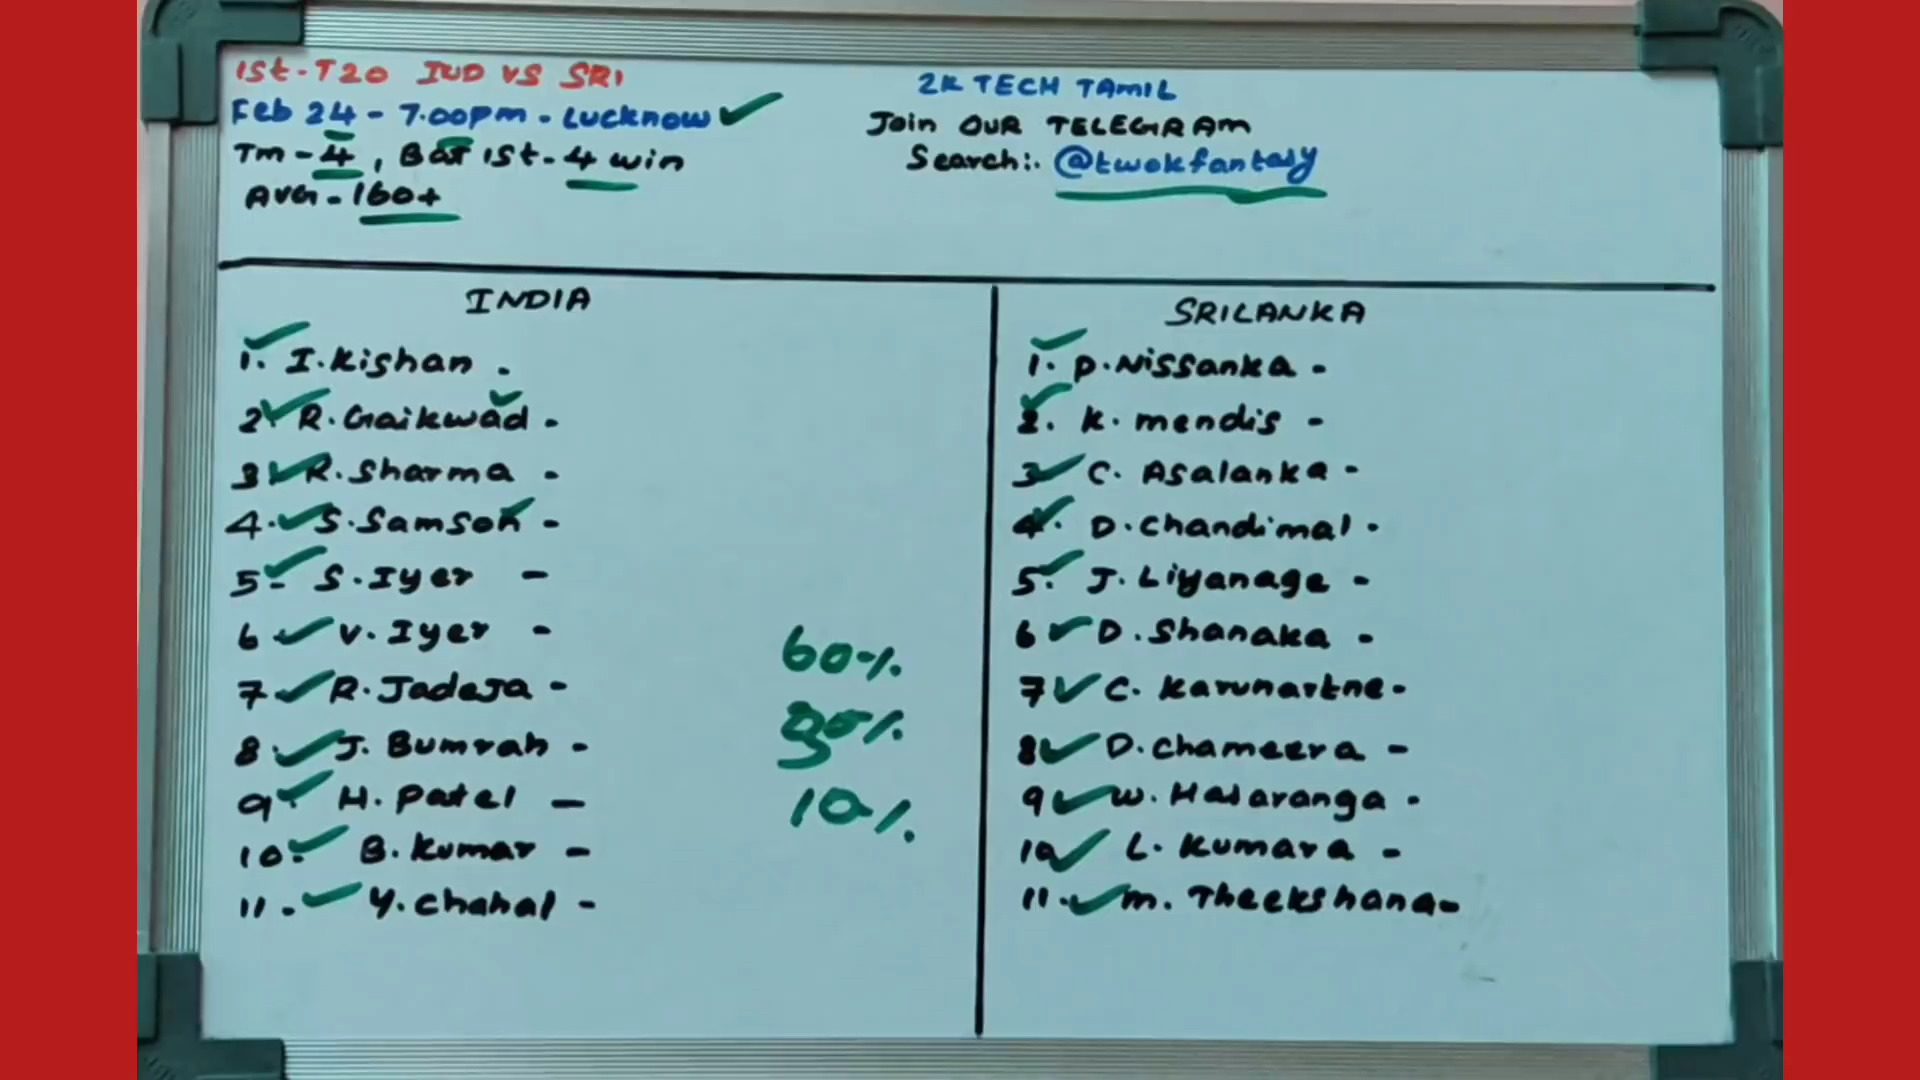 1st-T20 IND VS SRI
Feb 24 - 7.00pm - Lucknow
Tm - 4, Bat 1st - 4 win
AVG - 160+
2K TECH TAMIL
Join OUR TELEGRAM
Search:. @twokfantasy
INDIA
1. I. Kishan -
2. R. Gaikwad -
3. R. Sharma -
4. S. Samson -
5. S. Iyer -
6. V. Iyer -
7. R. Jadeja -
8. J. Bumrah -
9. H. Patel -
10. B. Kumar -
11. Y. Chahal -
60%
30%
10%
SRILANKA
1. P. Nissanka -
2. K. mendis -
3. C. Asalanka -
4. D. Chandimal -
5. J. Liyanage -
6. D. Shanaka -
7. C. Karunartne -
8. D. Chameera -
9. W. Hasaranga -
10. L. Kumara -
11. M. Theekshana -